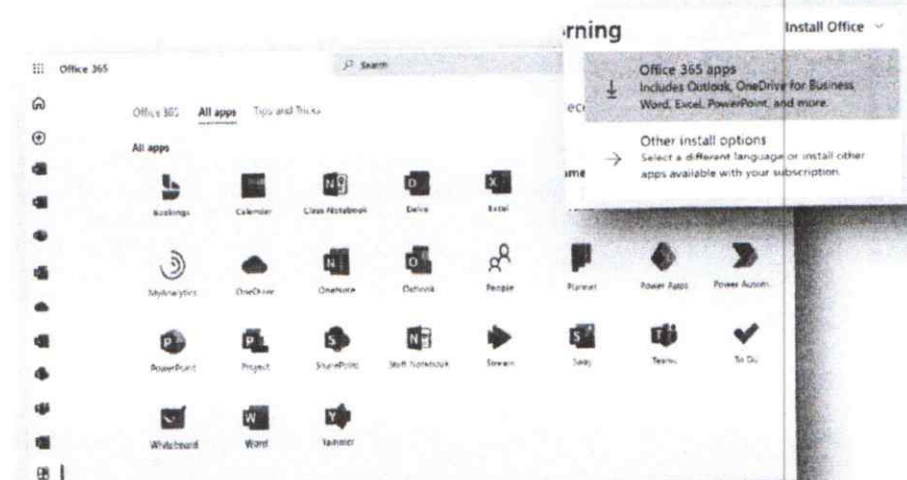 rning
Install Office
Office 365
Search
Office 365 apps
Includes Outlook, OneDrive for Business,
Word, Excel, PowerPoint, and more.
Other install options
Select a different language or install other
apps available with your subscription.
Office 365 All apps Tips and Tricks
All apps
Bookings Calendar Class Notebook Delve Excel
MyAnalytics OneDrive OneNote Outlook People Planner Power Apps Power Autom...
PowerPoint Project SharePoint Staff Notebook Stream Sway Teams To Do
Whiteboard Word Yammer